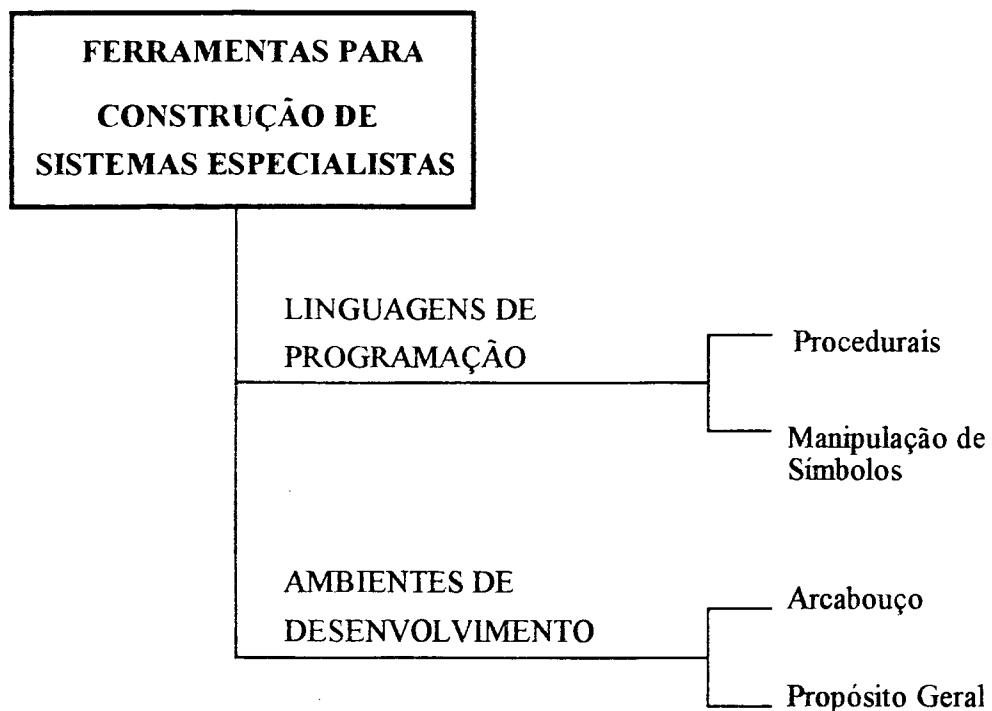 FERRAMENTAS PARA
CONSTRUÇÃO DE
SISTEMAS ESPECIALISTAS
LINGUAGENS DE
PROGRAMAÇÃO
Procedurais
Manipulação de
Símbolos
AMBIENTES DE
DESENVOLVIMENTO
Arcabouço
Propósito Geral